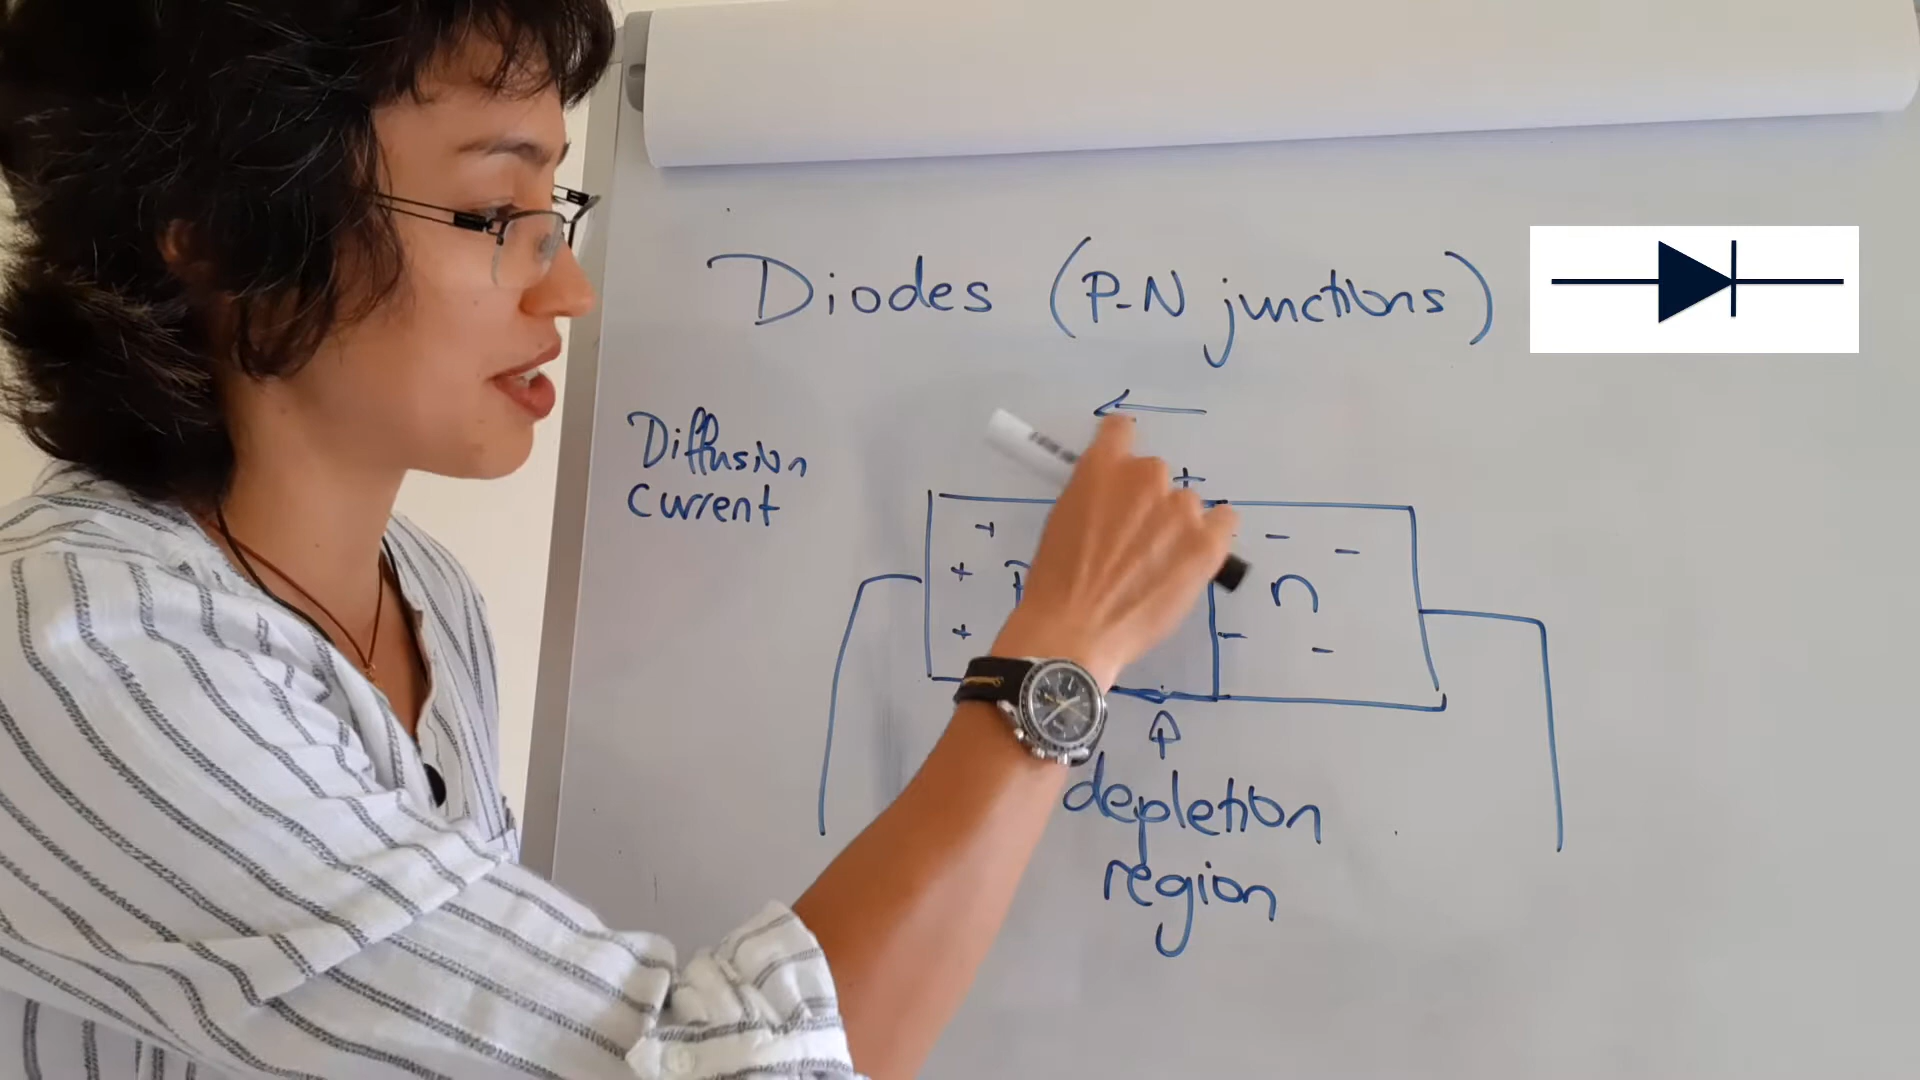 Diodes (P-N junctions)
Diffusion
Current
+
+ - -
+ P n
+ - -
depletion
region